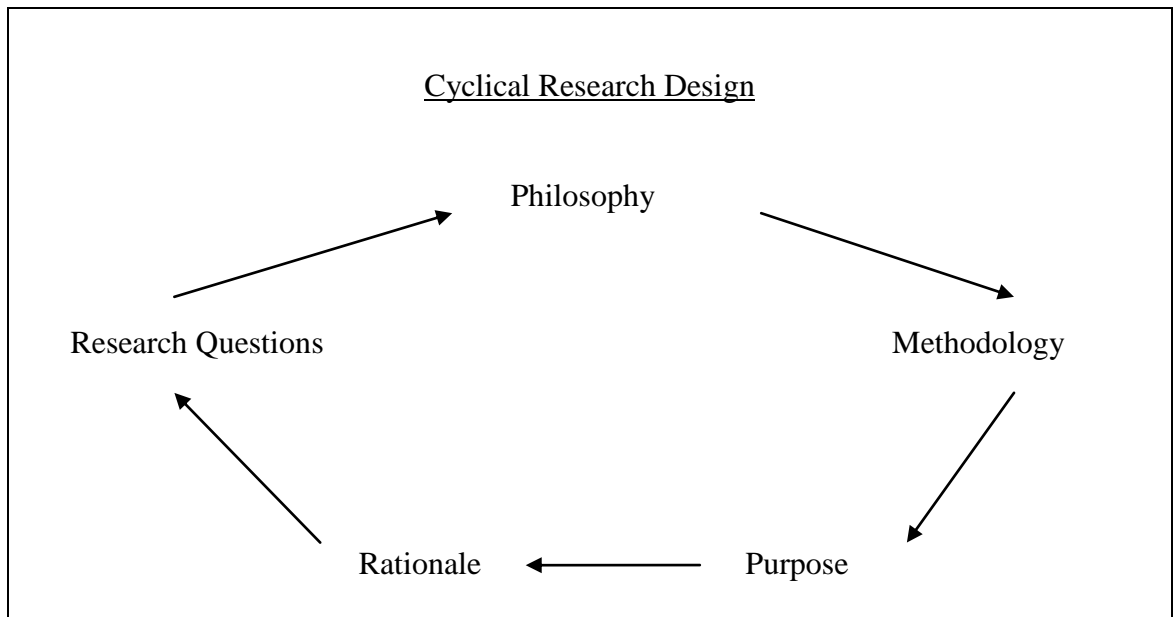 Cyclical Research Design
Philosophy
Research Questions
Methodology
Rationale
Purpose